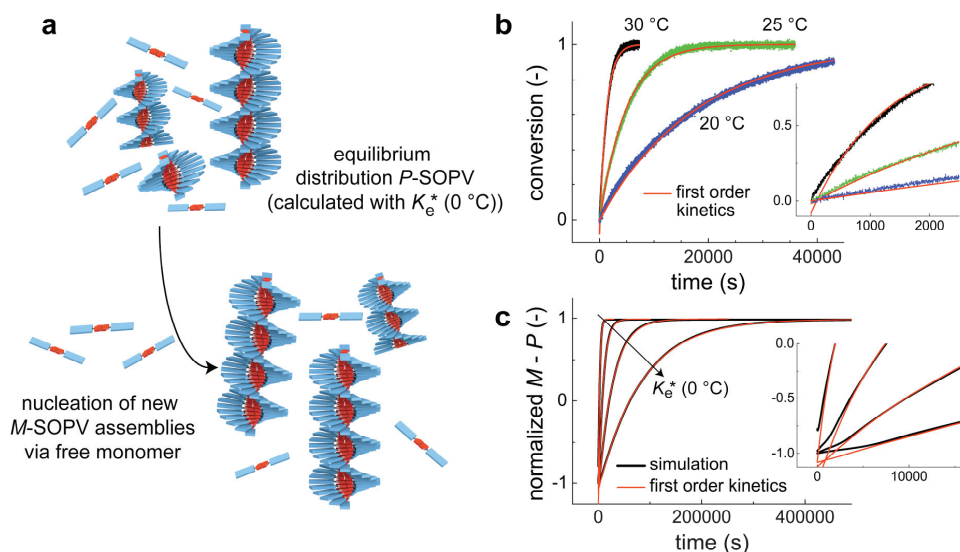 a
equilibrium
distribution P-SOPV
(calculated with K*e (0 °C))
nucleation of new
M-SOPV assemblies
via free monomer
b
30 °C
25 °C
20 °C
conversion (-)
1
0
first order
kinetics
0
20000
40000
time (s)
0.5
0.0
0
1000
2000
c
normalized M - P (-)
1
0
-1
K*e (0 °C)
simulation
first order kinetics
0
200000
400000
time (s)
0.0
-0.5
-1.0
0
10000